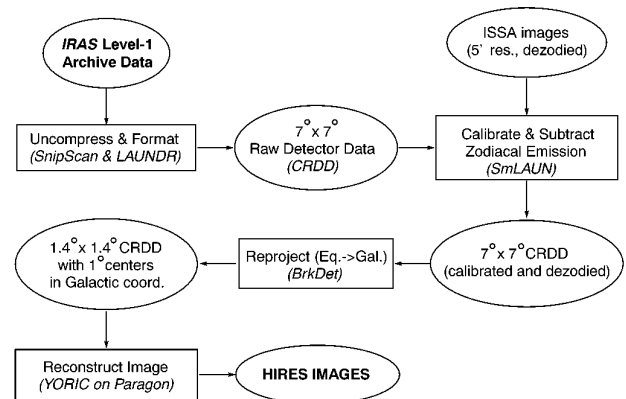 IRAS Level-1
Archive Data
ISSA images
(5` res., dezodied)
Uncompress & Format
(SnipScan & LAUNDR)
7° x 7°
Raw Detector Data
(CRDD)
Calibrate & Subtract
Zodiacal Emission
(SmLAUN)
1.4° x 1.4° CRDD
with 1° centers
in Galactic coord.
Reproject (Eq.->Gal.)
(BrkDet)
7° x 7° CRDD
(calibrated and dezodied)
Reconstruct Image
(YORIC on Paragon)
HIRES IMAGES